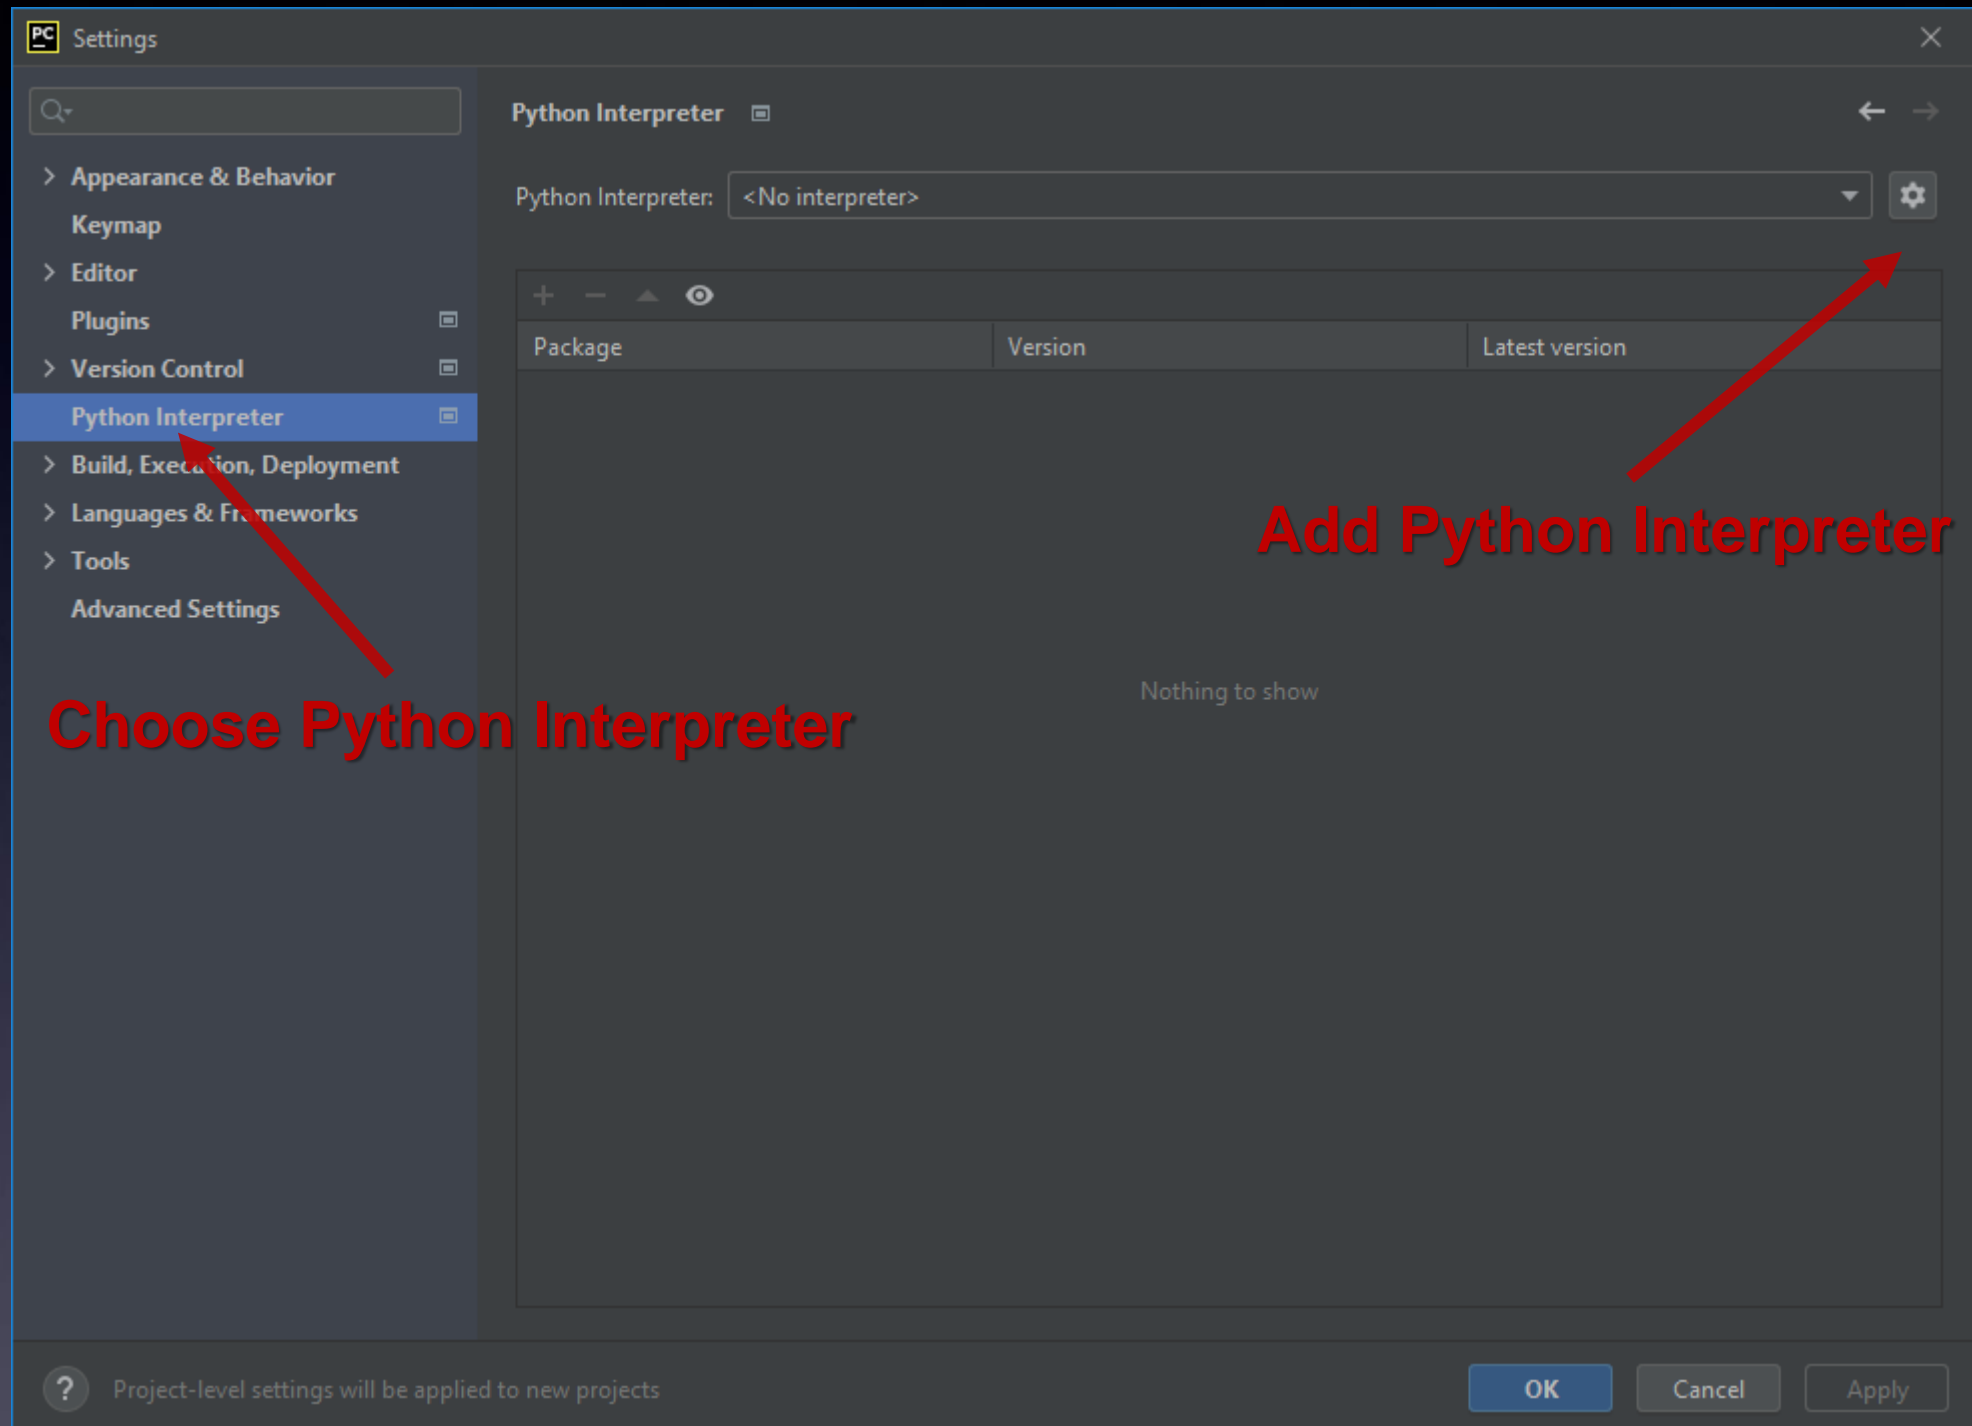 PC Settings
Appearance & Behavior
Keymap
Editor
Plugins
Version Control
Python Interpreter
Build, Execution, Deployment
Languages & Frameworks
Tools
Advanced Settings
Choose Python Interpreter
Python Interpreter
Python Interpreter: <No interpreter>
Package Version Latest version
Add Python Interpreter
Nothing to show
? Project-level settings will be applied to new projects
OK Cancel Apply